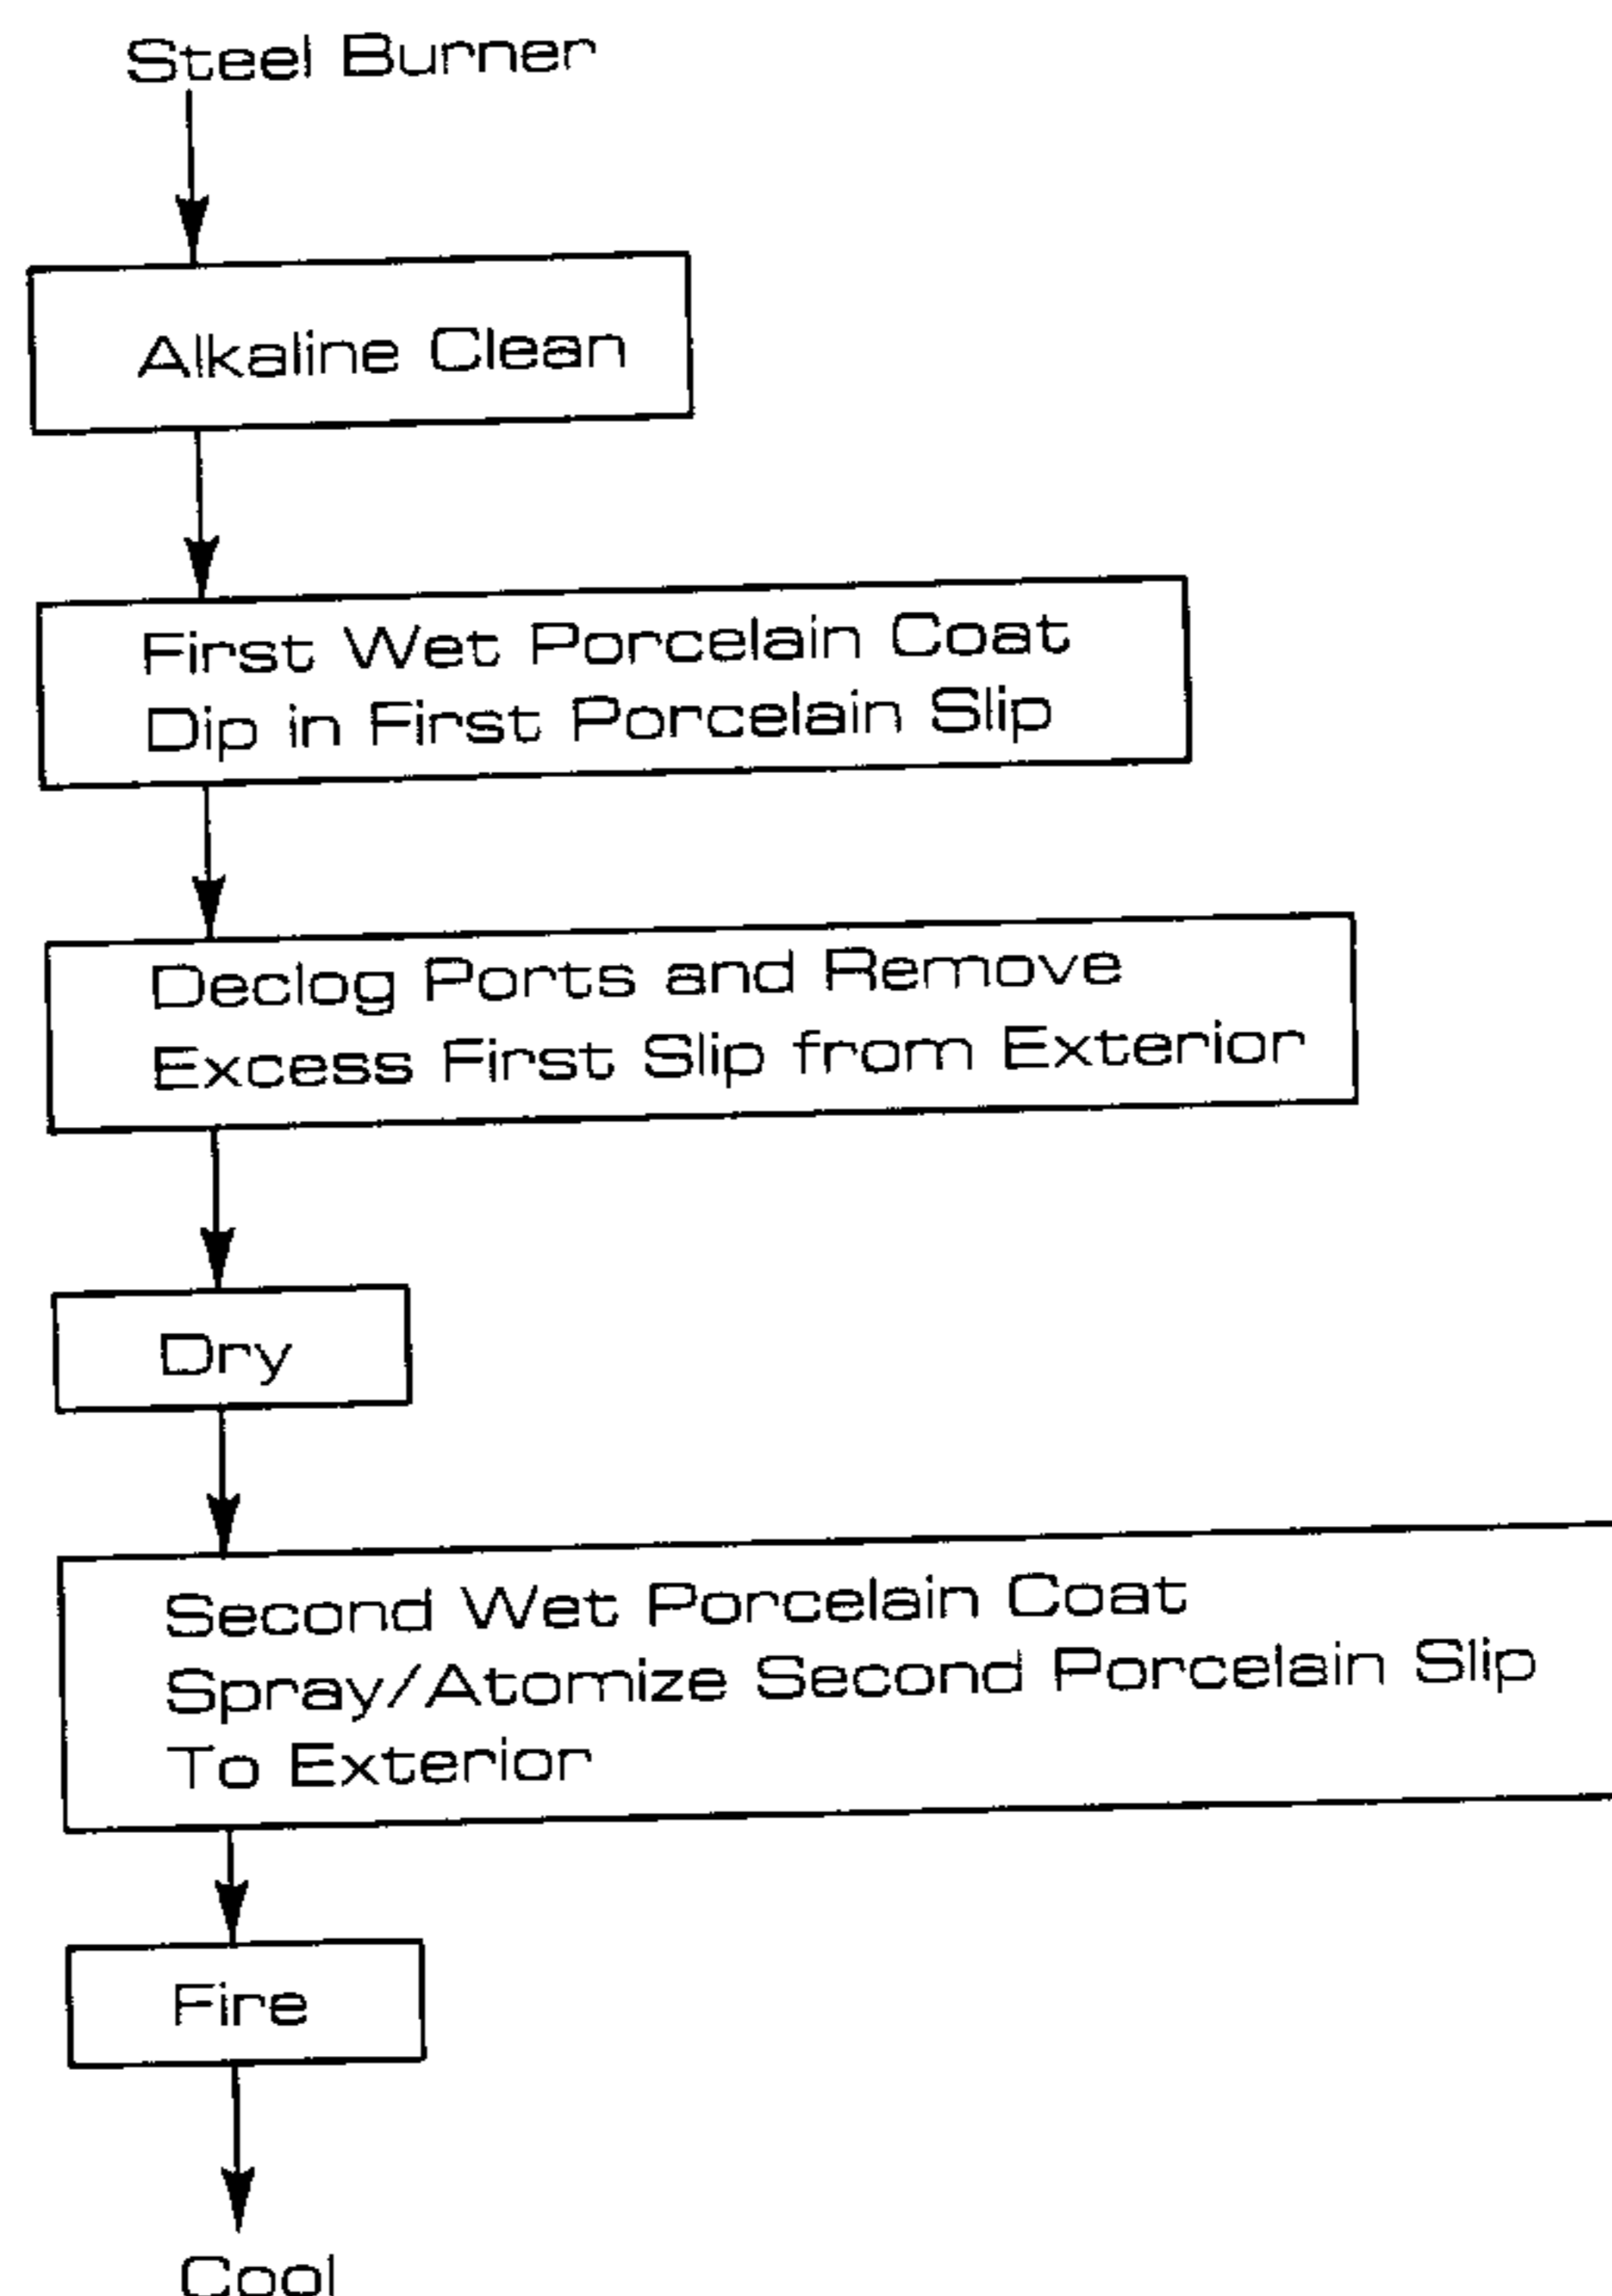 Steel Burner
Alkaline Clean
First Wet Porcelain Coat
Dip in First Porcelain Slip
Declog Ports and Remove
Excess First Slip from Exterior
Dry
Second Wet Porcelain Coat
Spray/Atomize Second Porcelain Slip
To Exterior
Fire
Cool